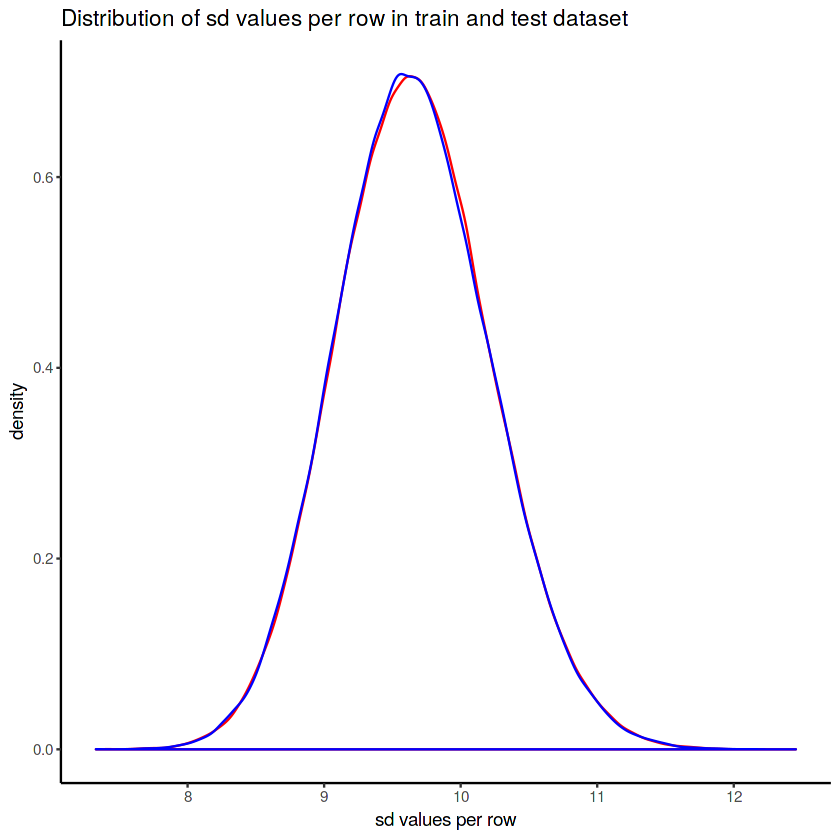 Distribution of sd values per row in train and test dataset
density
0.6
0.4
0.2
0.0
8 9 10 11 12
sd values per row